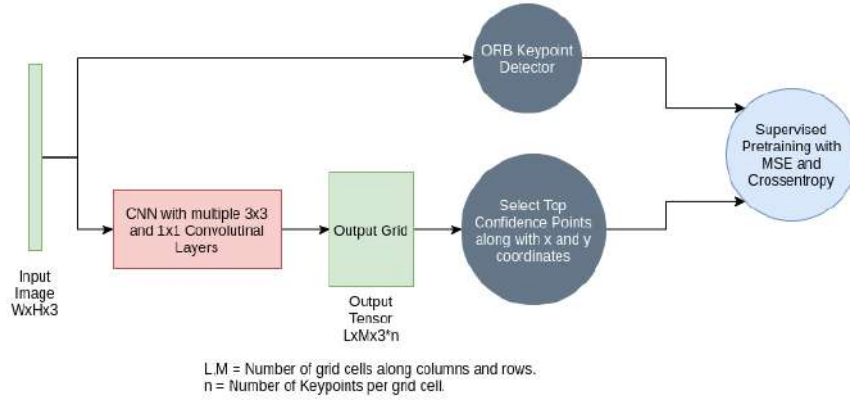 ORB Keypoint
Detector
Supervised
Pretraining with
MSE and
Crossentropy
CNN with multiple 3x3
and 1x1 Convolutinal
Layers
Output Grid
Select Top
Confidence Points
along with x and y
coordinates
Input
Image
WxHx3
Output
Tensor
LxMx3*n
L,M = Number of grid cells along columns and rows.
n = Number of Keypoints per grid cell.